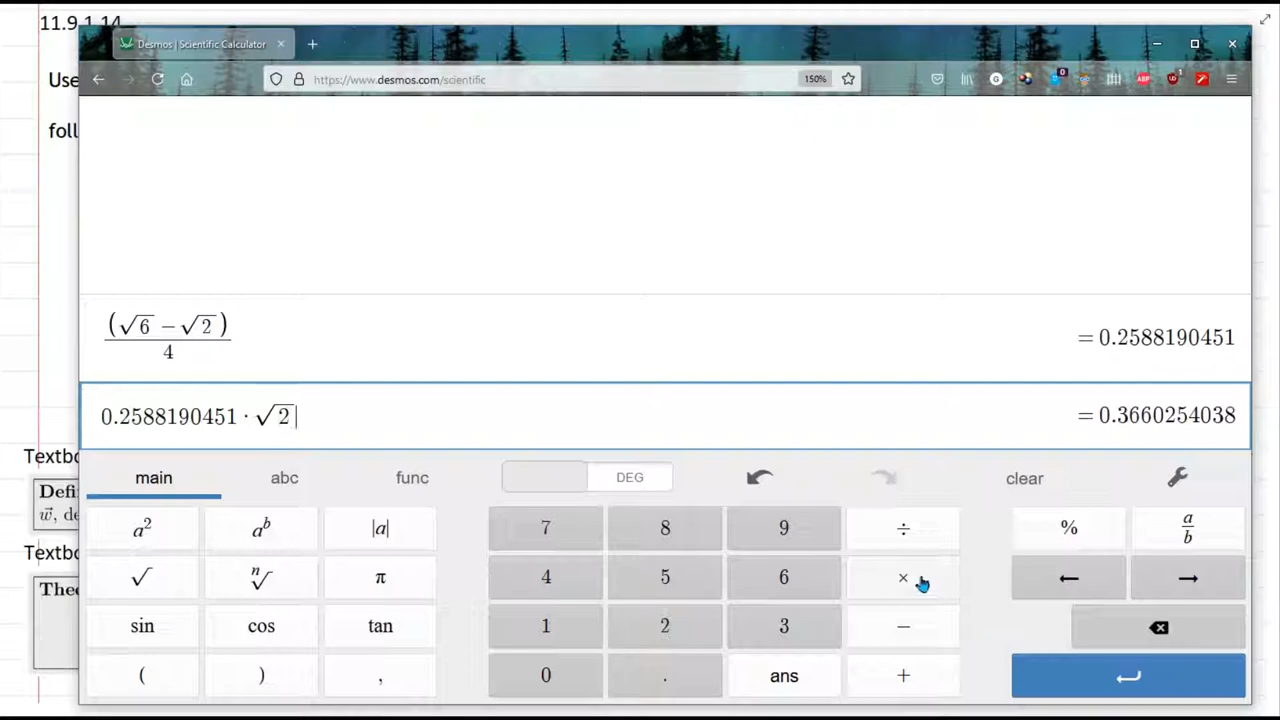 11.9.1.14
Desmos | Scientific Calculator
Use
https://www.desmos.com/scientific
150%
foll
(√6 − √2)/4
= 0.2588190451
0.2588190451 · √2
= 0.3660254038
Textbo
main abc func DEG clear
Defi
w⃗, de
a² a^b |a| 7 8 9 ÷ % a/b
Textbo
√ ⁿ√ π 4 5 6 × ← →
Theo
sin cos tan 1 2 3 −
( ) , 0 . ans +